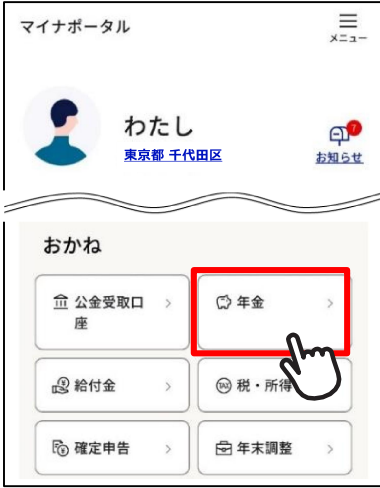 マイナポータル
メニュー
わたし
東京都 千代田区
7
お知らせ
おかね
公金受取口
座
年金
給付金
TAX 税・所得
確定申告
年末調整